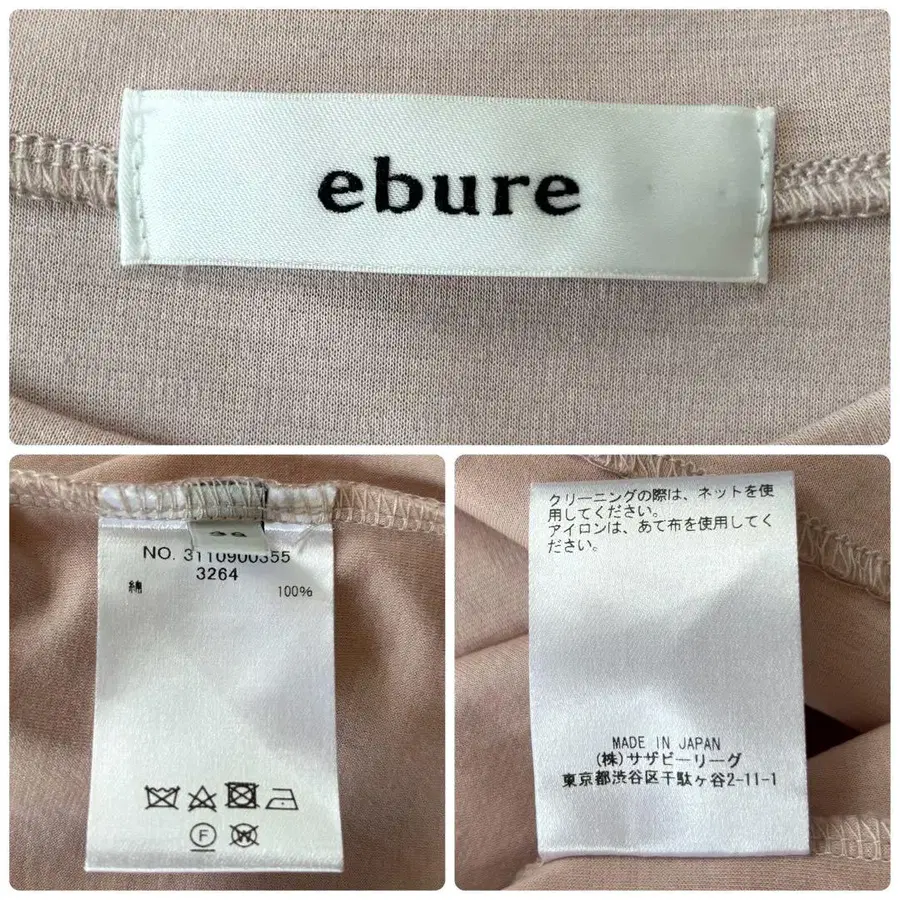 ebure
NO. 3110900355
3264
綿 100%
F
W
クリーニングの際は、ネットを使
用してください。
アイロンは、あて布を使用してく
ださい。
MADE IN JAPAN
(株)サザビーリーグ
東京都渋谷区千駄ヶ谷2-11-1